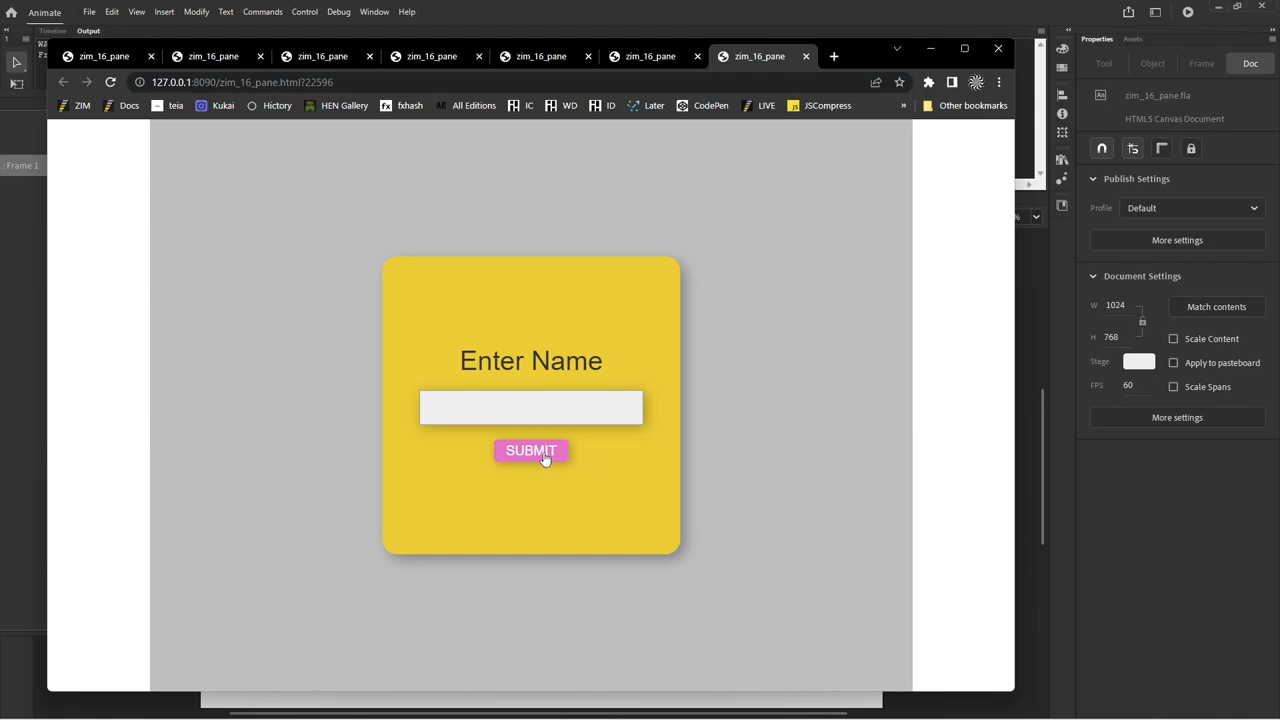 Animate File Edit View Insert Modify Text Commands Control Debug Window Help
Timeline Output
zim_16_pane zim_16_pane zim_16_pane zim_16_pane zim_16_pane zim_16_pane zim_16_pane
127.0.0.1:8090/zim_16_pane.html?22596
ZIM Docs teia Kukai Hictory HEN Gallery fxhash AE All Editions IC WD ID Later CodePen LIVE JSCompress » Other bookmarks
: Frame 1
Enter Name
SUBMIT
Properties Assets
Tool Object Frame Doc
An zim_16_pane.fla
HTML5 Canvas Document
Publish Settings
Profile Default
More settings
Document Settings
W 1024 Match contents
H 768 Scale Content
Stage Apply to pasteboard
FPS 60 Scale Spans
More settings